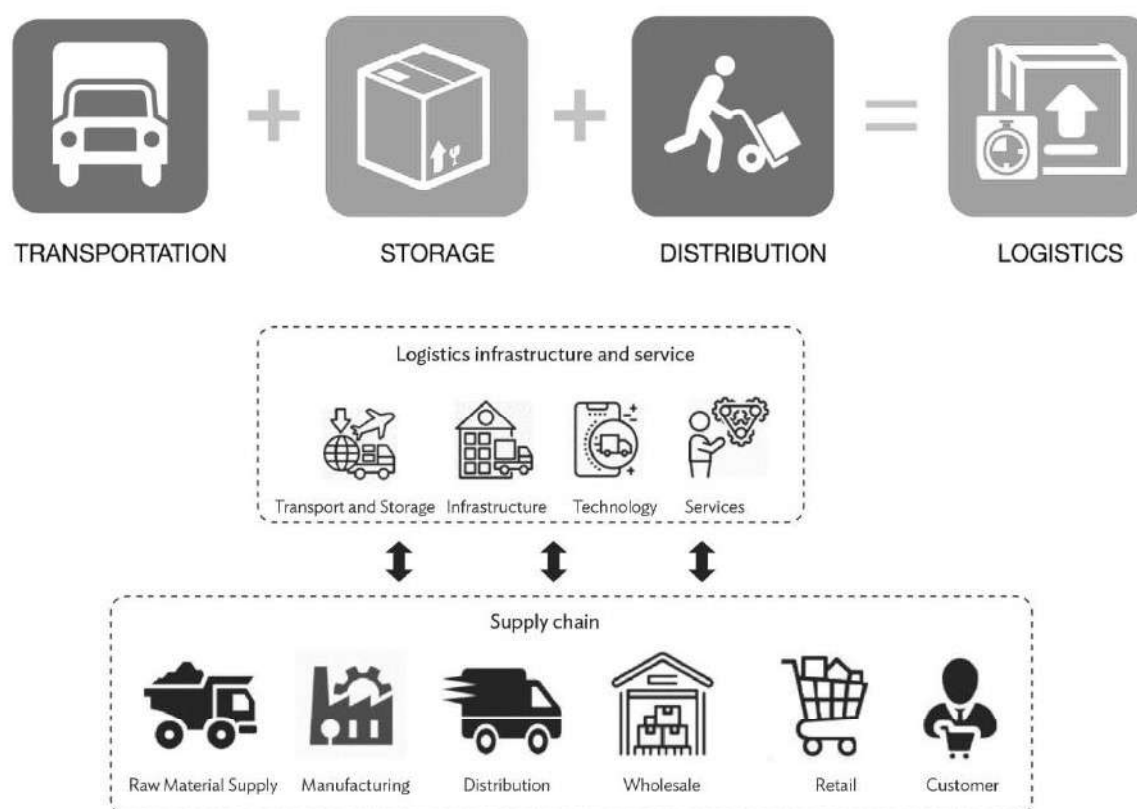 TRANSPORTATION STORAGE DISTRIBUTION LOGISTICS
Logistics infrastructure and service
Transport and Storage Infrastructure Technology Services
Supply chain
Raw Material Supply Manufacturing Distribution Wholesale Retail Customer